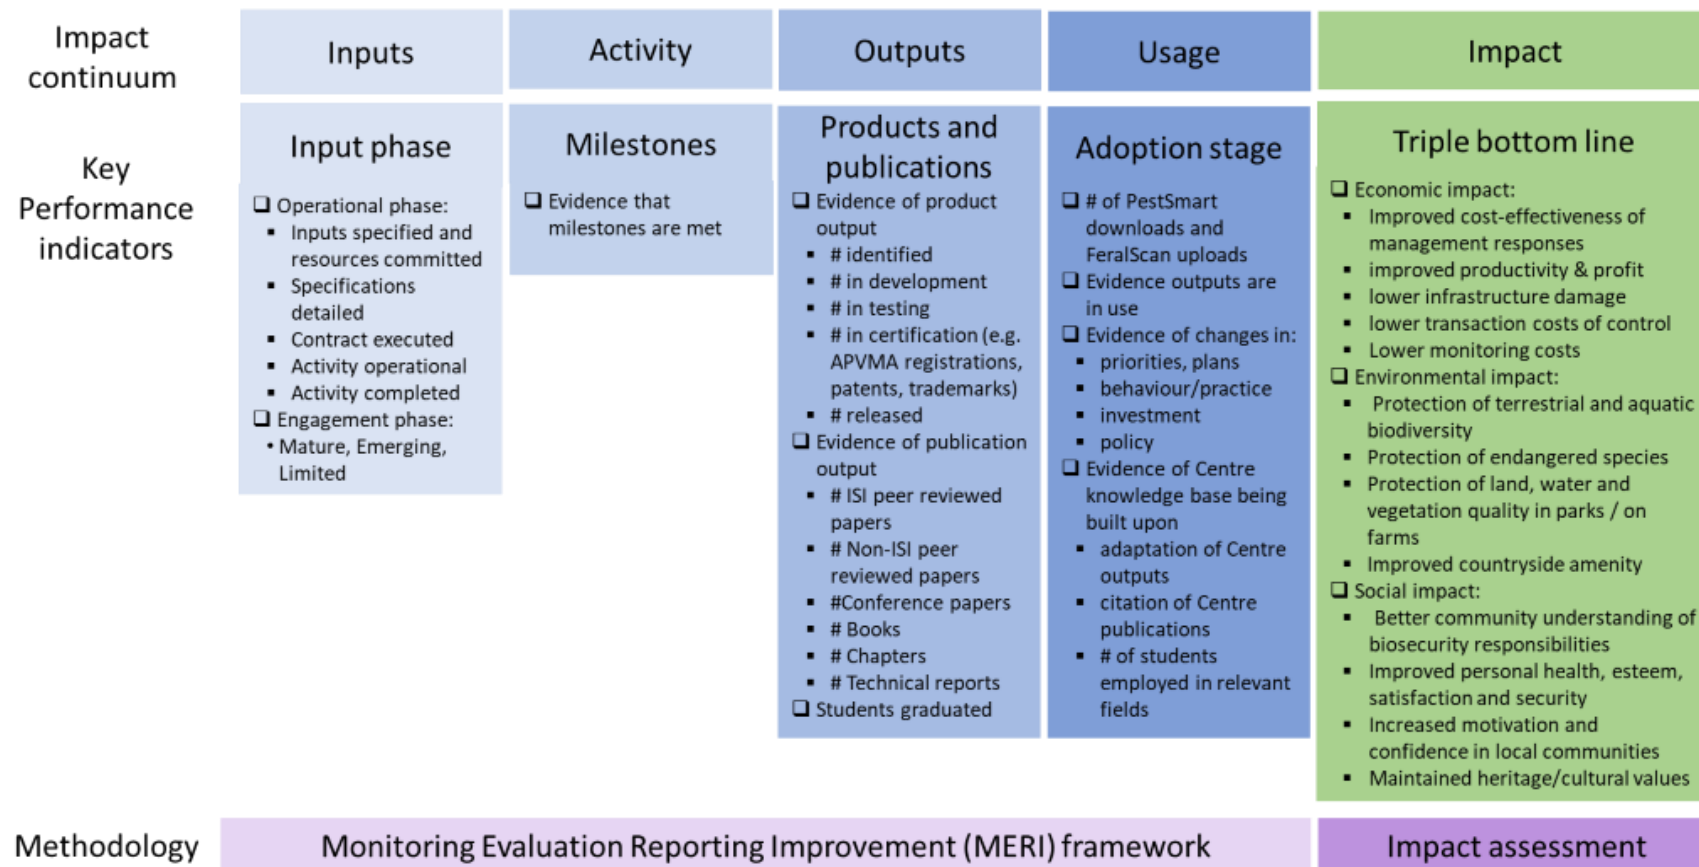 Impact
continuum
Inputs
Activity
Outputs
Usage
Impact
Key
Performance
indicators
Input phase
❑ Operational phase:
▪ Inputs specified and
resources committed
▪ Specifications
detailed
▪ Contract executed
▪ Activity operational
▪ Activity completed
❑ Engagement phase:
• Mature, Emerging,
Limited
Milestones
❑ Evidence that
milestones are met
Products and
publications
❑ Evidence of product
output
▪ # identified
▪ # in development
▪ # in testing
▪ # in certification (e.g.
APVMA registrations,
patents, trademarks)
▪ # released
❑ Evidence of publication
output
▪ # ISI peer reviewed
papers
▪ # Non-ISI peer
reviewed papers
▪ #Conference papers
▪ # Books
▪ # Chapters
▪ # Technical reports
❑ Students graduated
Adoption stage
❑ # of PestSmart
downloads and
FeralScan uploads
❑ Evidence outputs are
in use
❑ Evidence of changes in:
▪ priorities, plans
▪ behaviour/practice
▪ investment
▪ policy
❑ Evidence of Centre
knowledge base being
built upon
▪ adaptation of Centre
outputs
▪ citation of Centre
publications
▪ # of students
employed in relevant
fields
Triple bottom line
❑ Economic impact:
▪ Improved cost-effectiveness of
management responses
▪ improved productivity & profit
▪ lower infrastructure damage
▪ lower transaction costs of control
▪ Lower monitoring costs
❑ Environmental impact:
▪ Protection of terrestrial and aquatic
biodiversity
▪ Protection of endangered species
▪ Protection of land, water and
vegetation quality in parks / on
farms
▪ Improved countryside amenity
❑ Social impact:
▪ Better community understanding of
biosecurity responsibilities
▪ Improved personal health, esteem,
satisfaction and security
▪ Increased motivation and
confidence in local communities
▪ Maintained heritage/cultural values
Methodology
Monitoring Evaluation Reporting Improvement (MERI) framework
Impact assessment